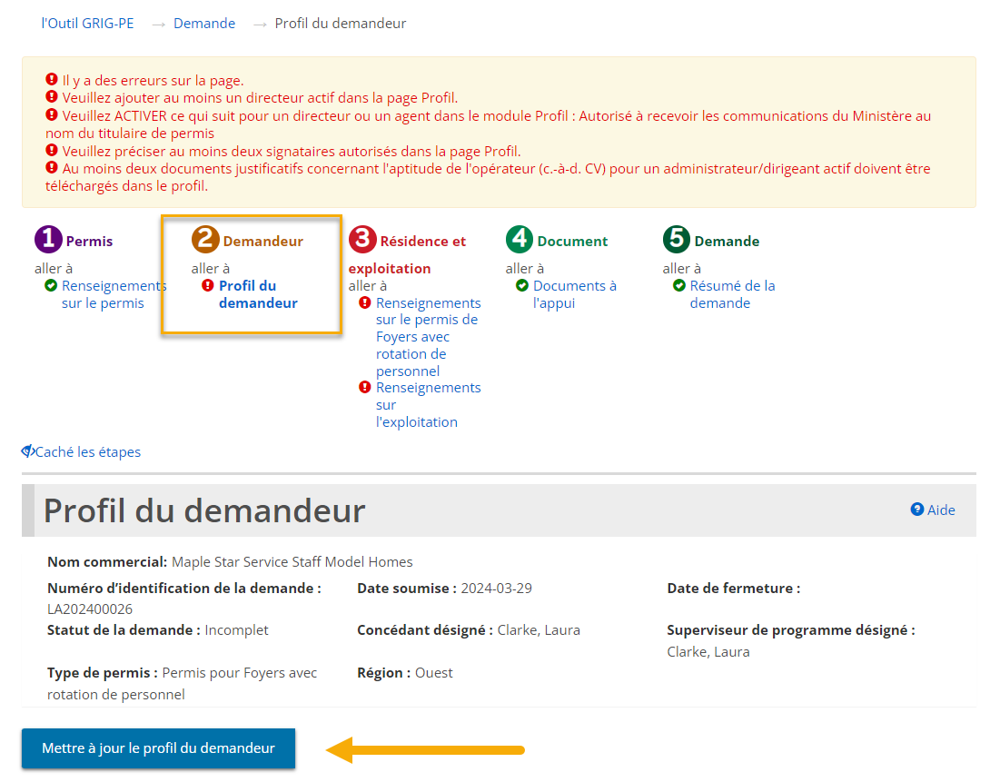 l'Outil GRIG-PE → Demande → Profil du demandeur
Il y a des erreurs sur la page.
Veuillez ajouter au moins un directeur actif dans la page Profil.
Veuillez ACTIVER ce qui suit pour un directeur ou un agent dans le module Profil : Autorisé à recevoir les communications du Ministère au
nom du titulaire de permis
Veuillez préciser au moins deux signataires autorisés dans la page Profil.
Au moins deux documents justificatifs concernant l'aptitude de l'opérateur (c.-à-d. CV) pour un administrateur/dirigeant actif doivent être
téléchargés dans le profil.
1 Permis
aller à
Renseignements
sur le permis
2 Demandeur
aller à
Profil du
demandeur
3 Résidence et
exploitation
aller à
Renseignements
sur le permis de
Foyers avec
rotation de
personnel
Renseignements
sur
l'exploitation
4 Document
aller à
Documents à
l'appui
5 Demande
aller à
Résumé de la
demande
Caché les étapes
Profil du demandeur
Aide
Nom commercial: Maple Star Service Staff Model Homes
Numéro d’identification de la demande :
LA202400026
Date soumise : 2024-03-29
Date de fermeture :
Statut de la demande : Incomplet
Concédant désigné : Clarke, Laura
Superviseur de programme désigné :
Clarke, Laura
Type de permis : Permis pour Foyers avec
rotation de personnel
Région : Ouest
Mettre à jour le profil du demandeur